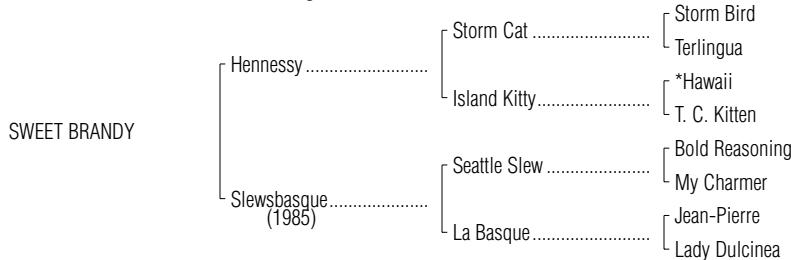 Storm Bird
Storm Cat ..........................
Terlingua
Hennessy ...........................
*Hawaii
Island Kitty.........................
T. C. Kitten
SWEET BRANDY
Bold Reasoning
Seattle Slew .......................
My Charmer
Slewsbasque......................
(1985)
Jean-Pierre
La Basque..........................
Lady Dulcinea